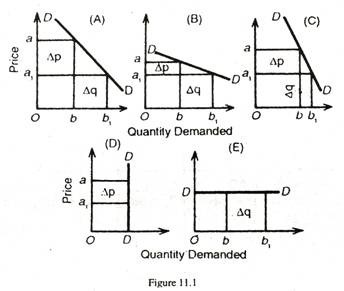 (A)
D
a
Δp
a₁
Δq
D
O
b
b₁
Price
(B)
D
a
Δp
a₁
Δq
D
O
b
b₁
(C)
D
a
Δp
a₁
Δq
D
O
b
b₁
Quantity Demanded
(D)
D
a
Δp
a₁
O
D
Price
(E)
D
D
Δq
O
b
b₁
Quantity Demanded
Figure 11.1